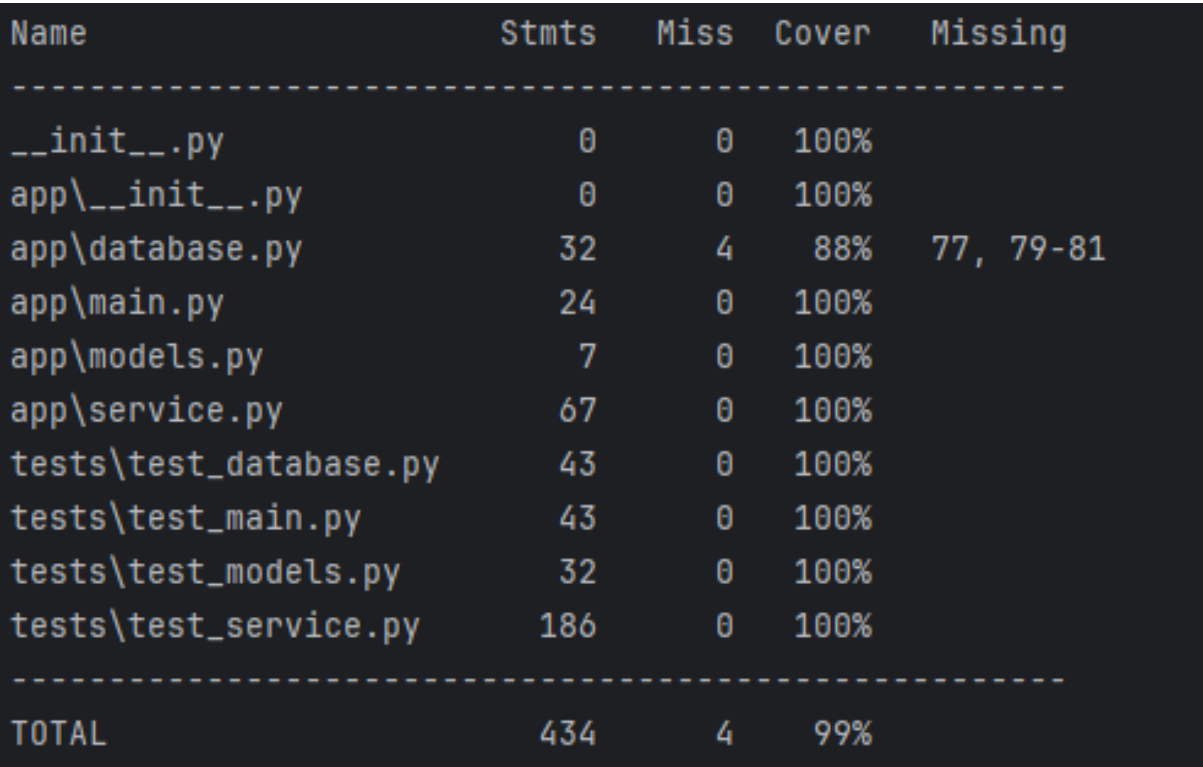 Name                     Stmts   Miss  Cover   Missing
------------------------------------------------------
__init__.py                  0      0   100%
app\__init__.py              0      0   100%
app\database.py             32      4    88%   77, 79-81
app\main.py                 24      0   100%
app\models.py                7      0   100%
app\service.py              67      0   100%
tests\test_database.py      43      0   100%
tests\test_main.py          43      0   100%
tests\test_models.py        32      0   100%
tests\test_service.py      186      0   100%
------------------------------------------------------
TOTAL                      434      4    99%